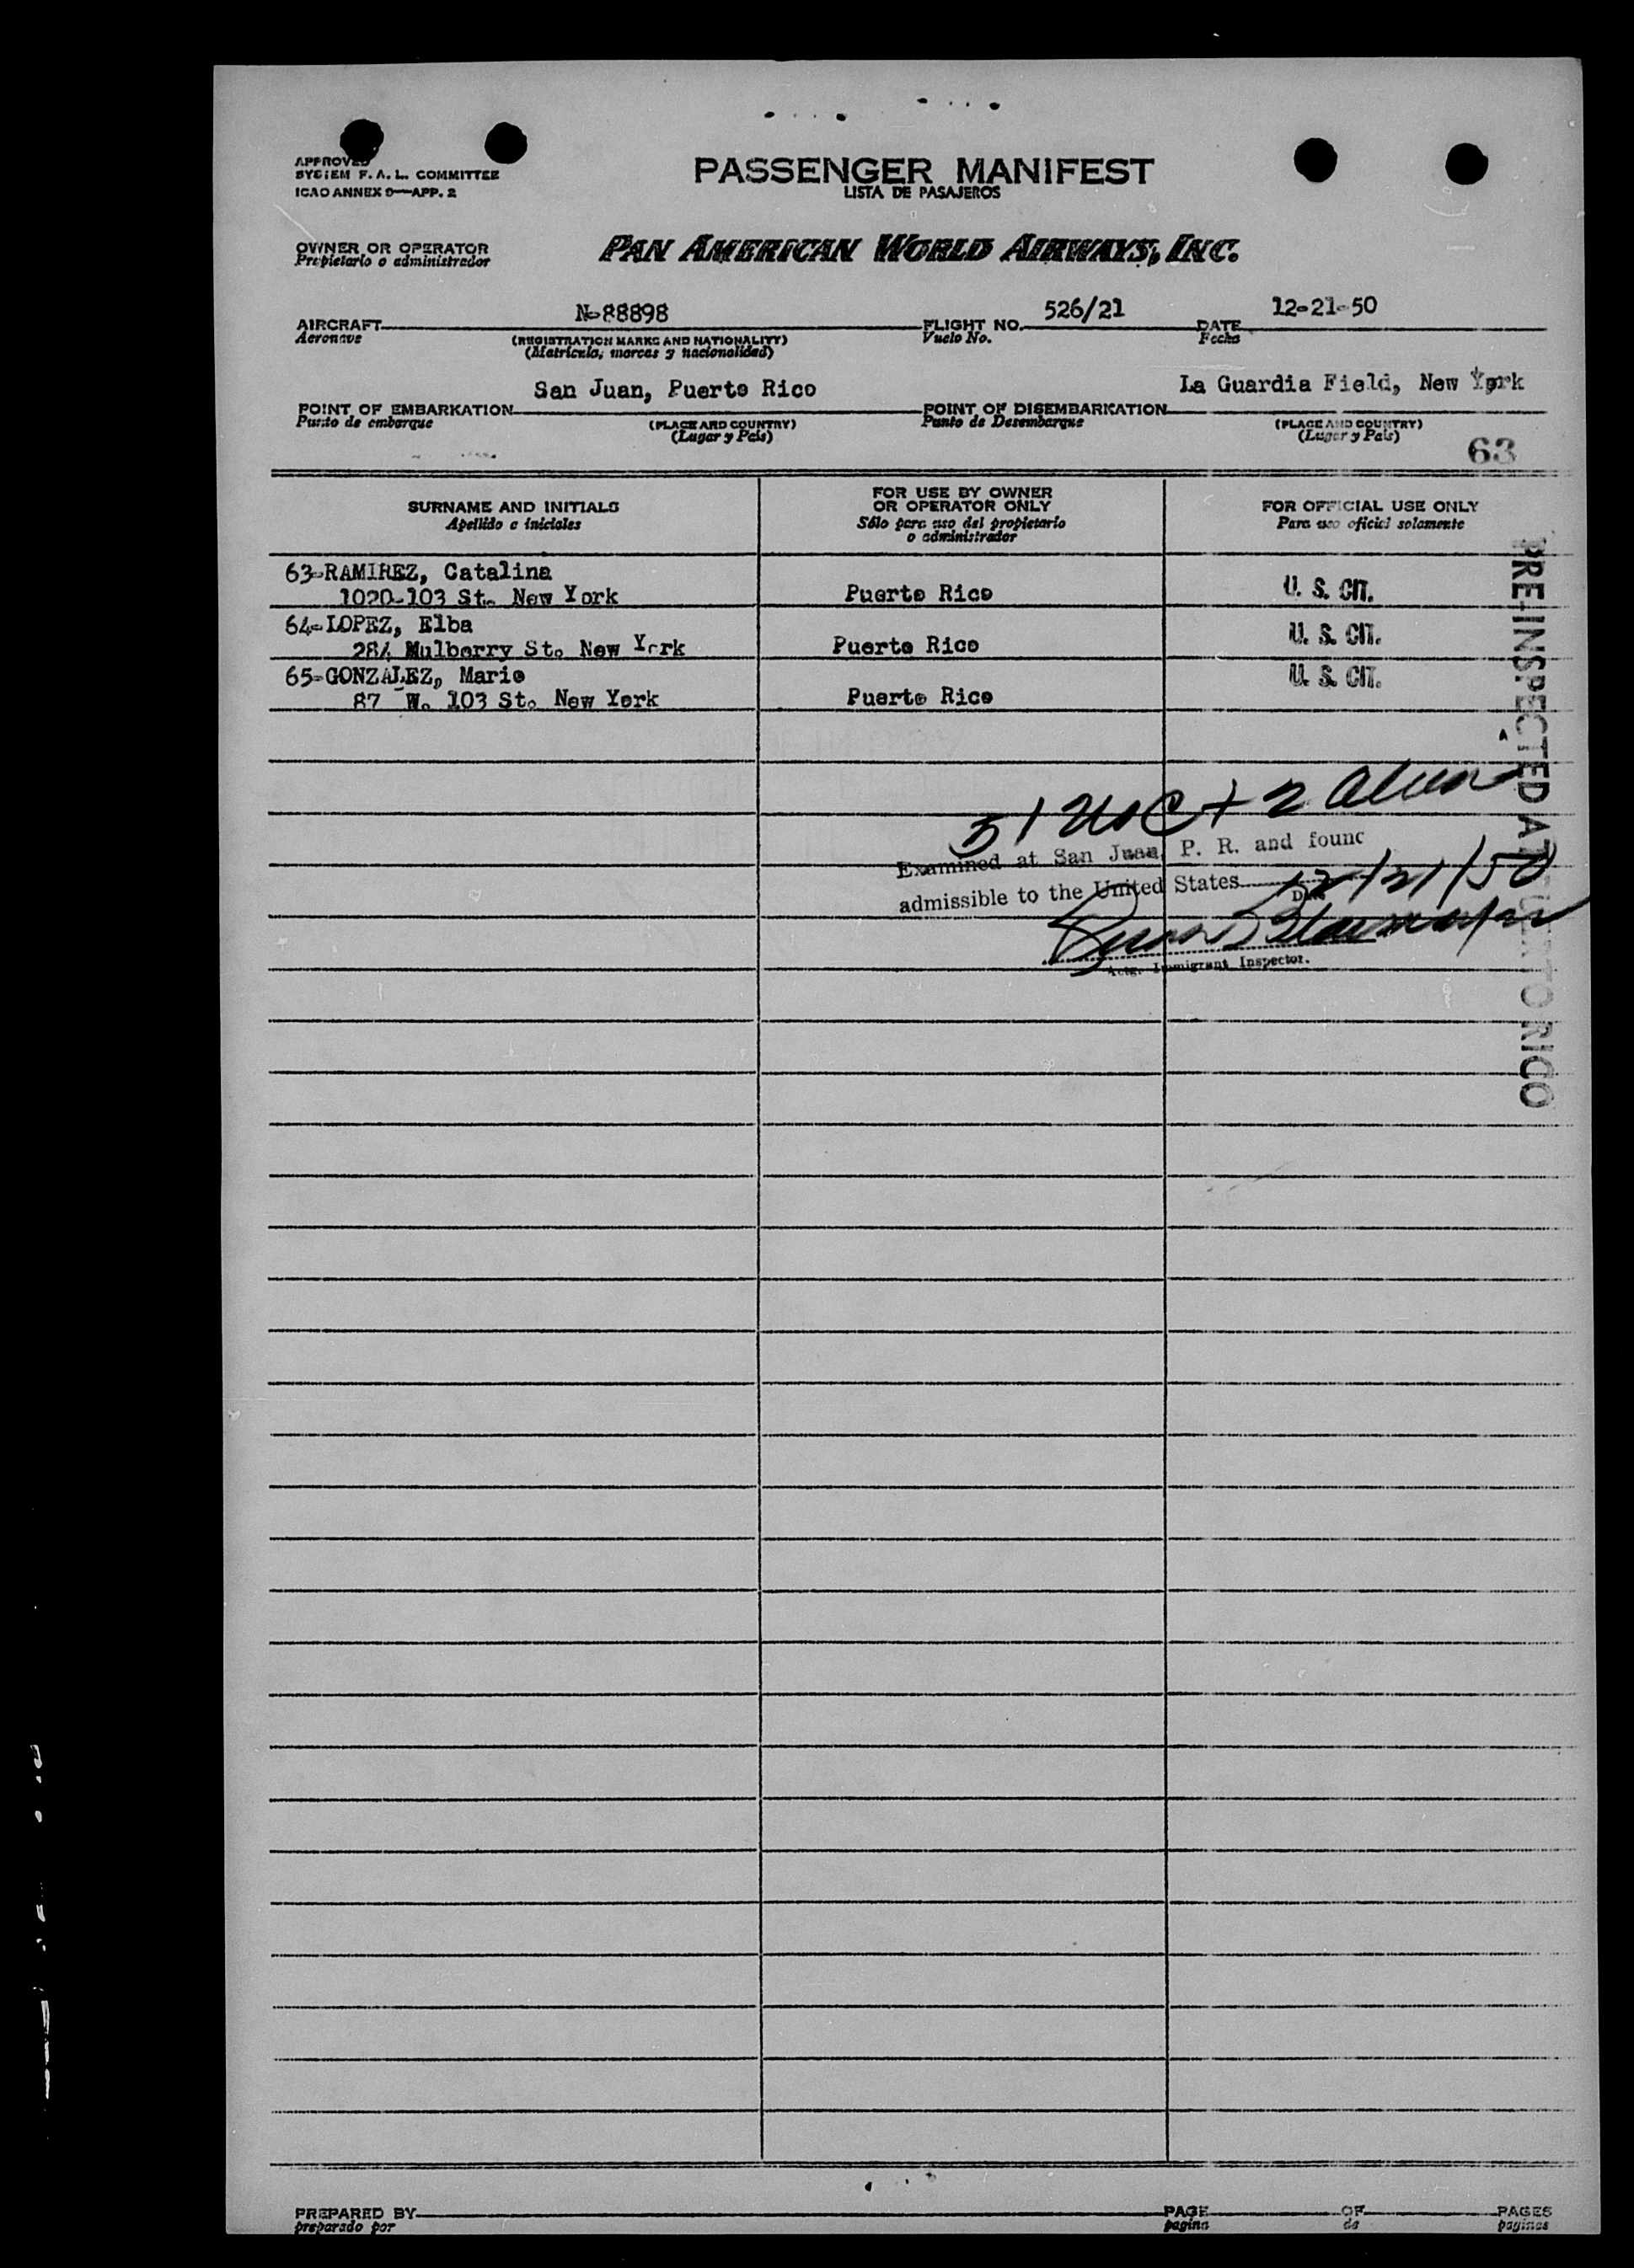 APPROVED
SYSTEM F. A. L. COMMITTEE
ICAO ANNEX 9—APP. 2
PASSENGER MANIFEST
LISTA DE PASAJEROS
OWNER OR OPERATOR
Propietario o administrador
PAN AMERICAN WORLD AIRWAYS, INC.
AIRCRAFT N-88898 FLIGHT NO. 526/21 DATE 12-21-50
Aeronave (REGISTRATION MARKS AND NATIONALITY) Vuelo No. Fecha
(Matrícula, marcas y nacionalidad)
POINT OF EMBARKATION San Juan, Puerto Rico POINT OF DISEMBARKATION La Guardia Field, New York
Punto de embarque (PLACE AND COUNTRY) Punto de Desembarque (PLACE AND COUNTRY)
(Lugar y País) (Lugar y País)
63
SURNAME AND INITIALS FOR USE BY OWNER OR OPERATOR ONLY FOR OFFICIAL USE ONLY
Apellido e iniciales Sólo para uso del propietario o administrador Para uso oficial solamente
63-RAMIREZ, Catalina
1020-103 St. New York Puerto Rico U. S. CIT.
64-LOPEZ, Elba U. S. CIT.
284 Mulberry St. New York Puerto Rico
65-GONZALEZ, Mario U. S. CIT.
87 W. 103 St. New York Puerto Rico
PRE-INSPECTED AT PUERTO RICO
51 USC + 2 alien
Examined at San Juan, P. R. and found
admissible to the United States 12/21/50
Date
Actg. Immigrant Inspector.
PREPARED BY PAGE OF PAGES
preparado por pagina de paginas